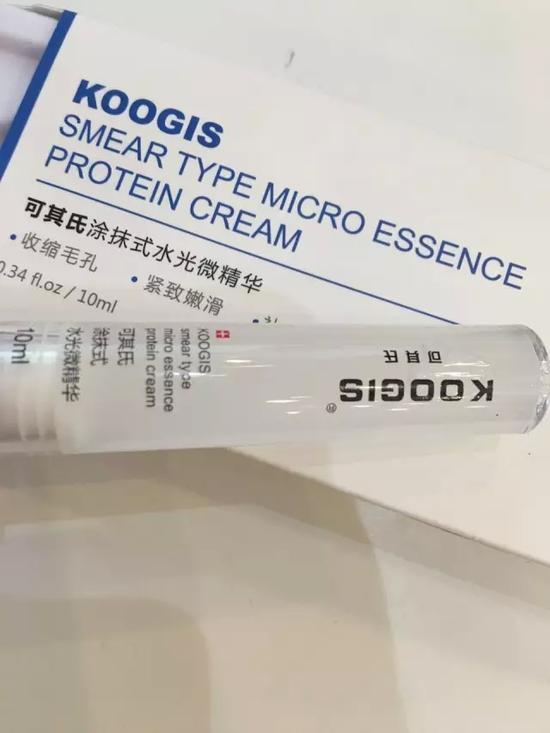 KOOGIS
SMEAR TYPE MICRO ESSENCE
PROTEIN CREAM
可其氏涂抹式水光微精华
·收缩毛孔
·紧致嫩滑
0.34 fl.oz / 10ml
KOOGIS®
可其氏
KOOGIS
smear type
micro essance
protein cream
可其氏
涂抹式
水光微精华
10ml